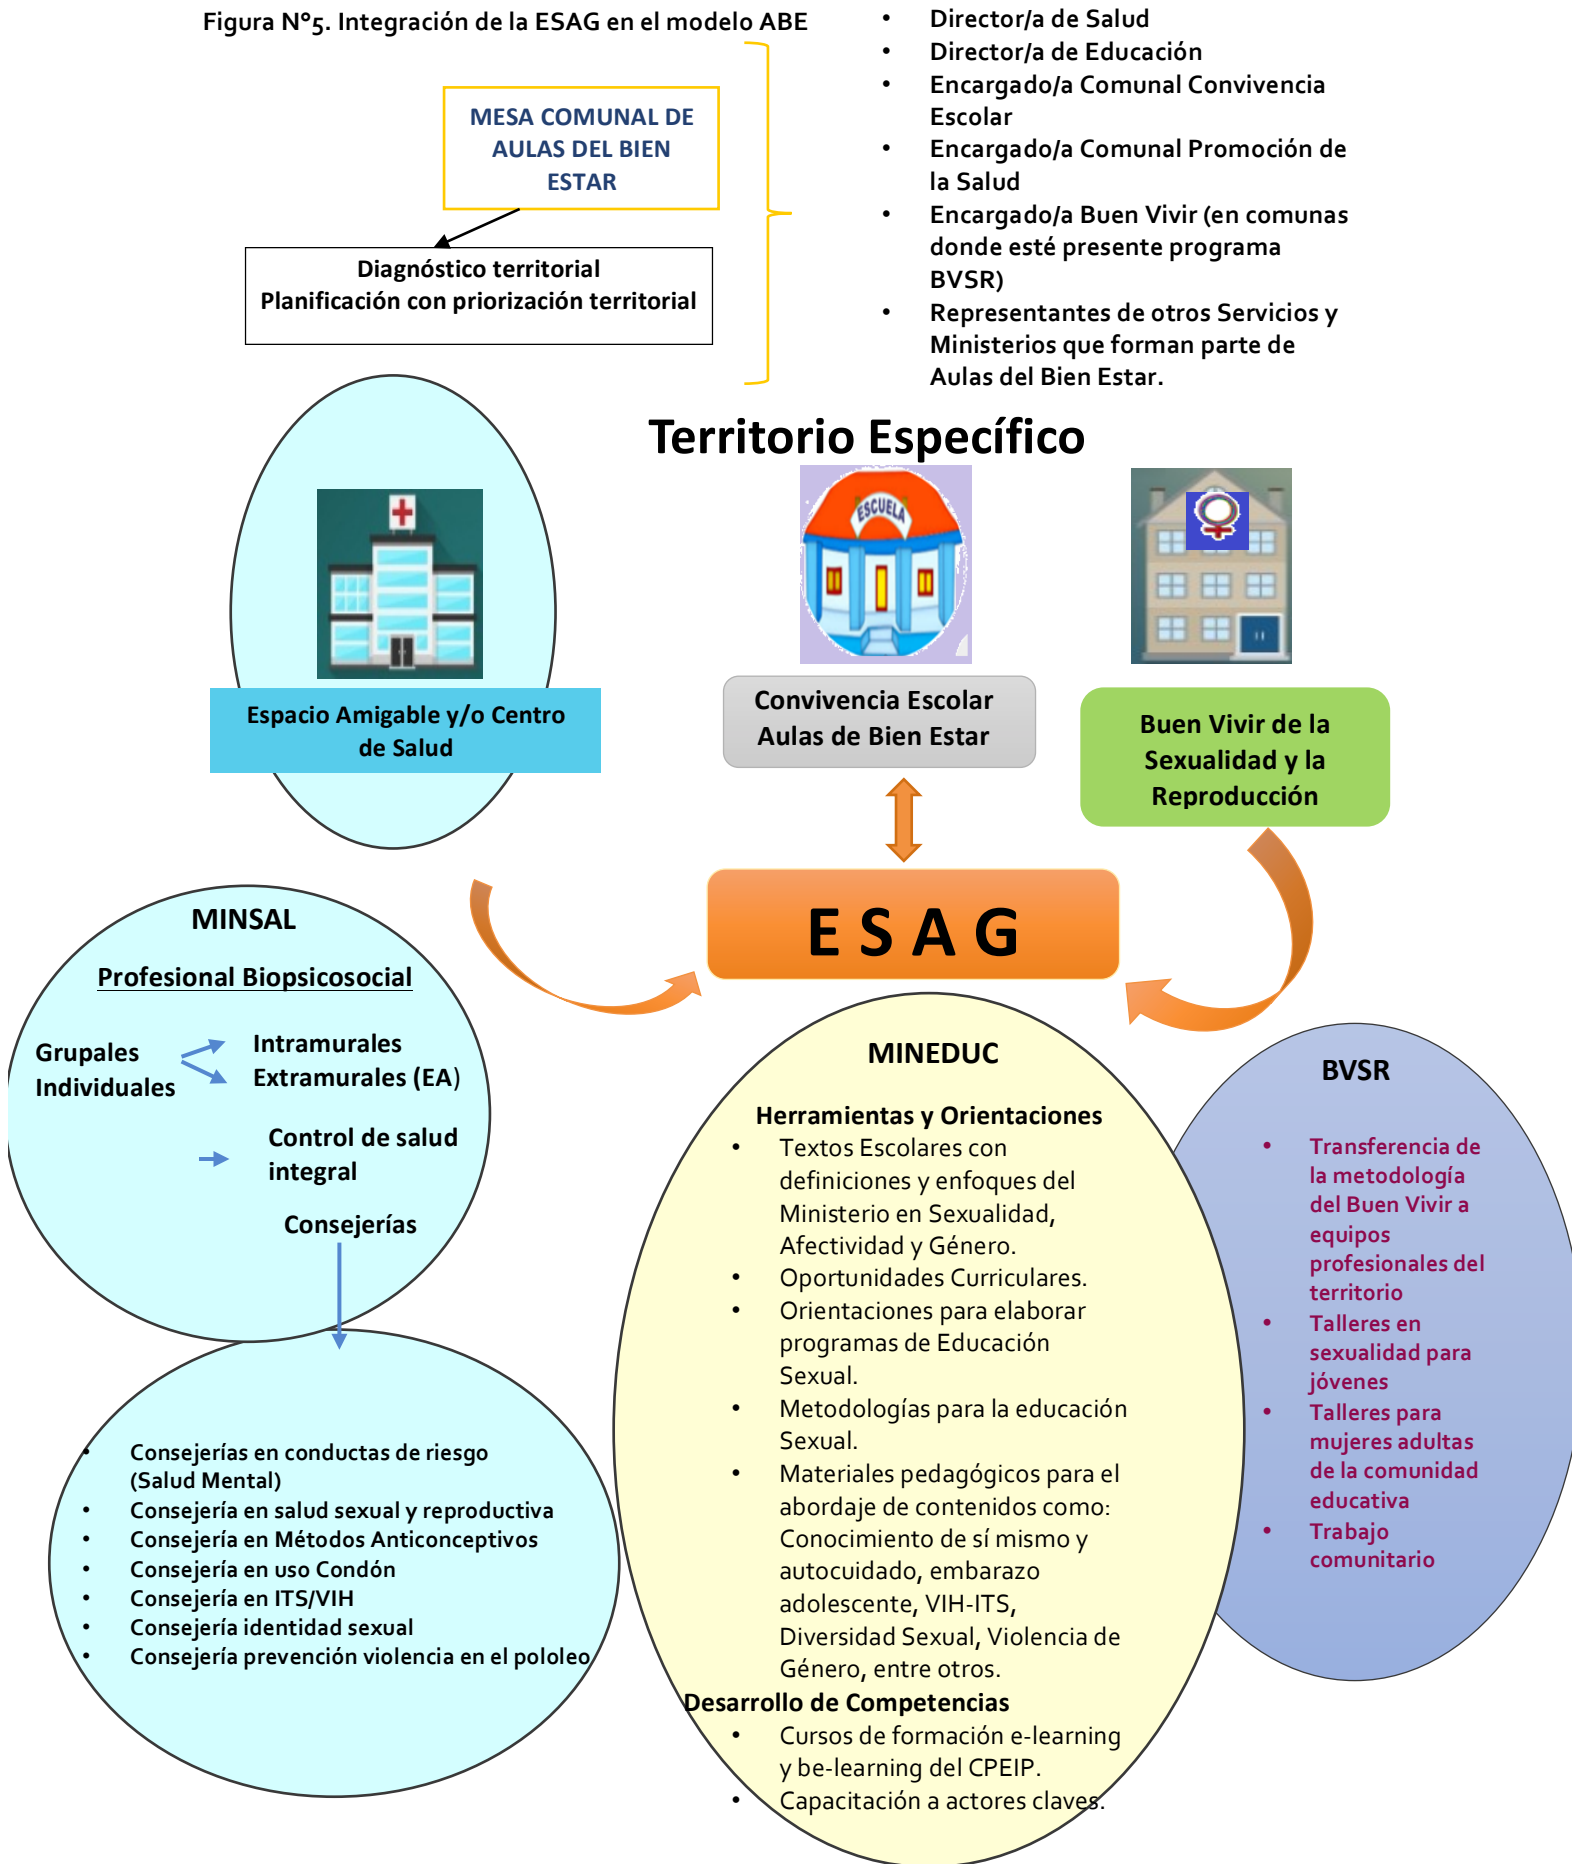 Figura N°5. Integración de la ESAG en el modelo ABE
MESA COMUNAL DE
AULAS DEL BIEN
ESTAR
Diagnóstico territorial
Planificación con priorización territorial
• Director/a de Salud
• Director/a de Educación
• Encargado/a Comunal Convivencia
Escolar
• Encargado/a Comunal Promoción de
la Salud
• Encargado/a Buen Vivir (en comunas
donde esté presente programa
BVSR)
• Representantes de otros Servicios y
Ministerios que forman parte de
Aulas del Bien Estar.
Territorio Específico
ESCUELA
Espacio Amigable y/o Centro
de Salud
Convivencia Escolar
Aulas de Bien Estar
Buen Vivir de la
Sexualidad y la
Reproducción
E S A G
MINSAL
Profesional Biopsicosocial
Grupales
Individuales
Intramurales
Extramurales (EA)
Control de salud
integral
Consejerías
• Consejerías en conductas de riesgo
(Salud Mental)
• Consejería en salud sexual y reproductiva
• Consejería en Métodos Anticonceptivos
• Consejería en uso Condón
• Consejería en ITS/VIH
• Consejería identidad sexual
• Consejería prevención violencia en el pololeo
MINEDUC
Herramientas y Orientaciones
• Textos Escolares con
definiciones y enfoques del
Ministerio en Sexualidad,
Afectividad y Género.
• Oportunidades Curriculares.
• Orientaciones para elaborar
programas de Educación
Sexual.
• Metodologías para la educación
Sexual.
• Materiales pedagógicos para el
abordaje de contenidos como:
Conocimiento de sí mismo y
autocuidado, embarazo
adolescente, VIH-ITS,
Diversidad Sexual, Violencia de
Género, entre otros.
Desarrollo de Competencias
• Cursos de formación e-learning
y be-learning del CPEIP.
• Capacitación a actores claves.
BVSR
• Transferencia de
la metodología
del Buen Vivir a
equipos
profesionales del
territorio
• Talleres en
sexualidad para
jóvenes
• Talleres para
mujeres adultas
de la comunidad
educativa
• Trabajo
comunitario